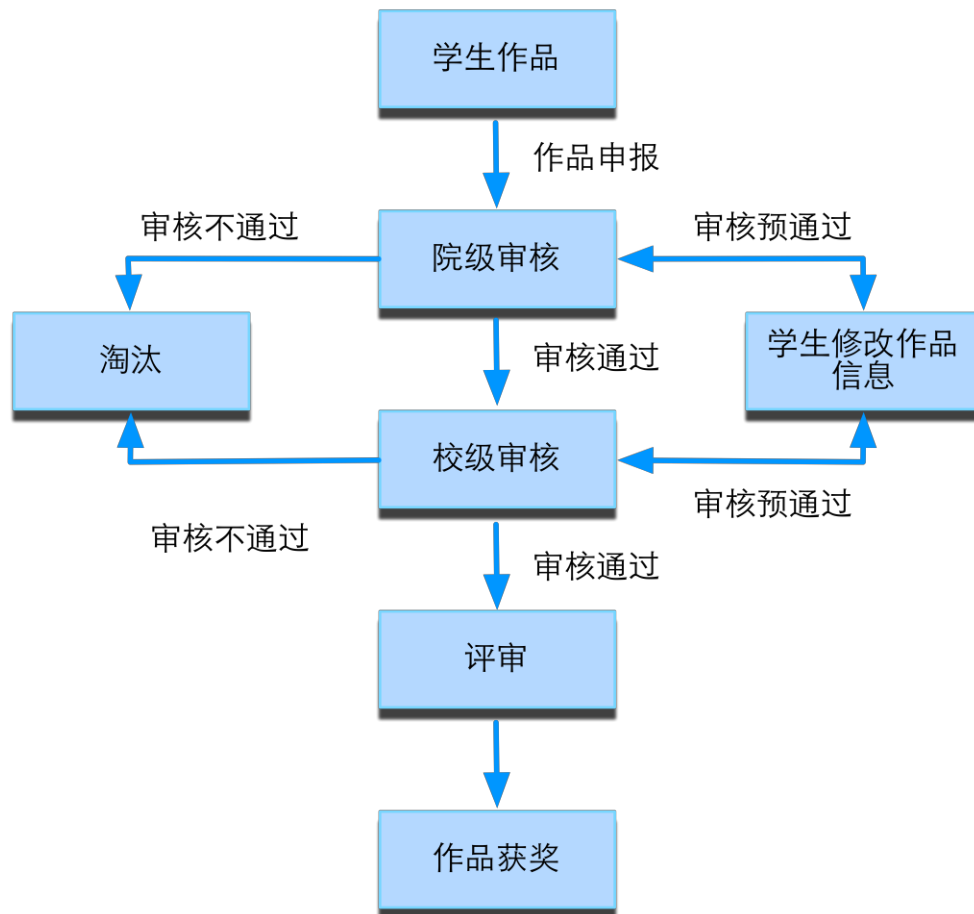 学生作品
作品申报
审核不通过
审核预通过
院级审核
淘汰
审核通过
学生修改作品
信息
校级审核
审核不通过
审核预通过
审核通过
评审
作品获奖